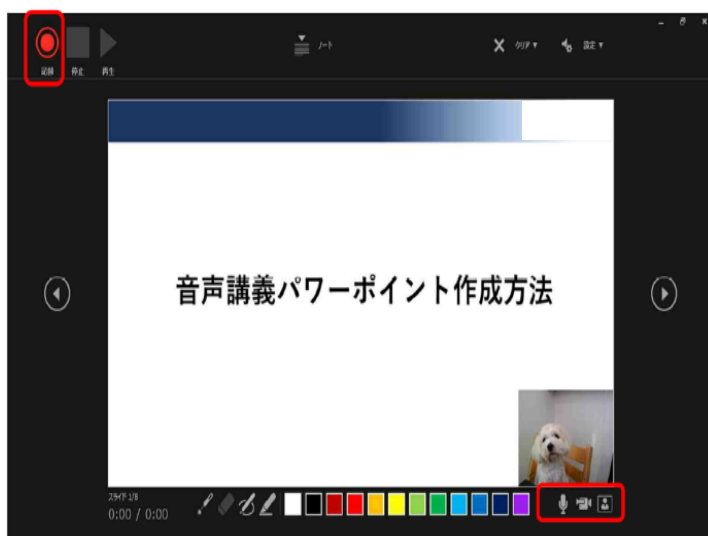 ノート
クリア
設定
記録 停止 再生
音声講義パワーポイント作成方法
スライド 1/8
0:00 / 0:00